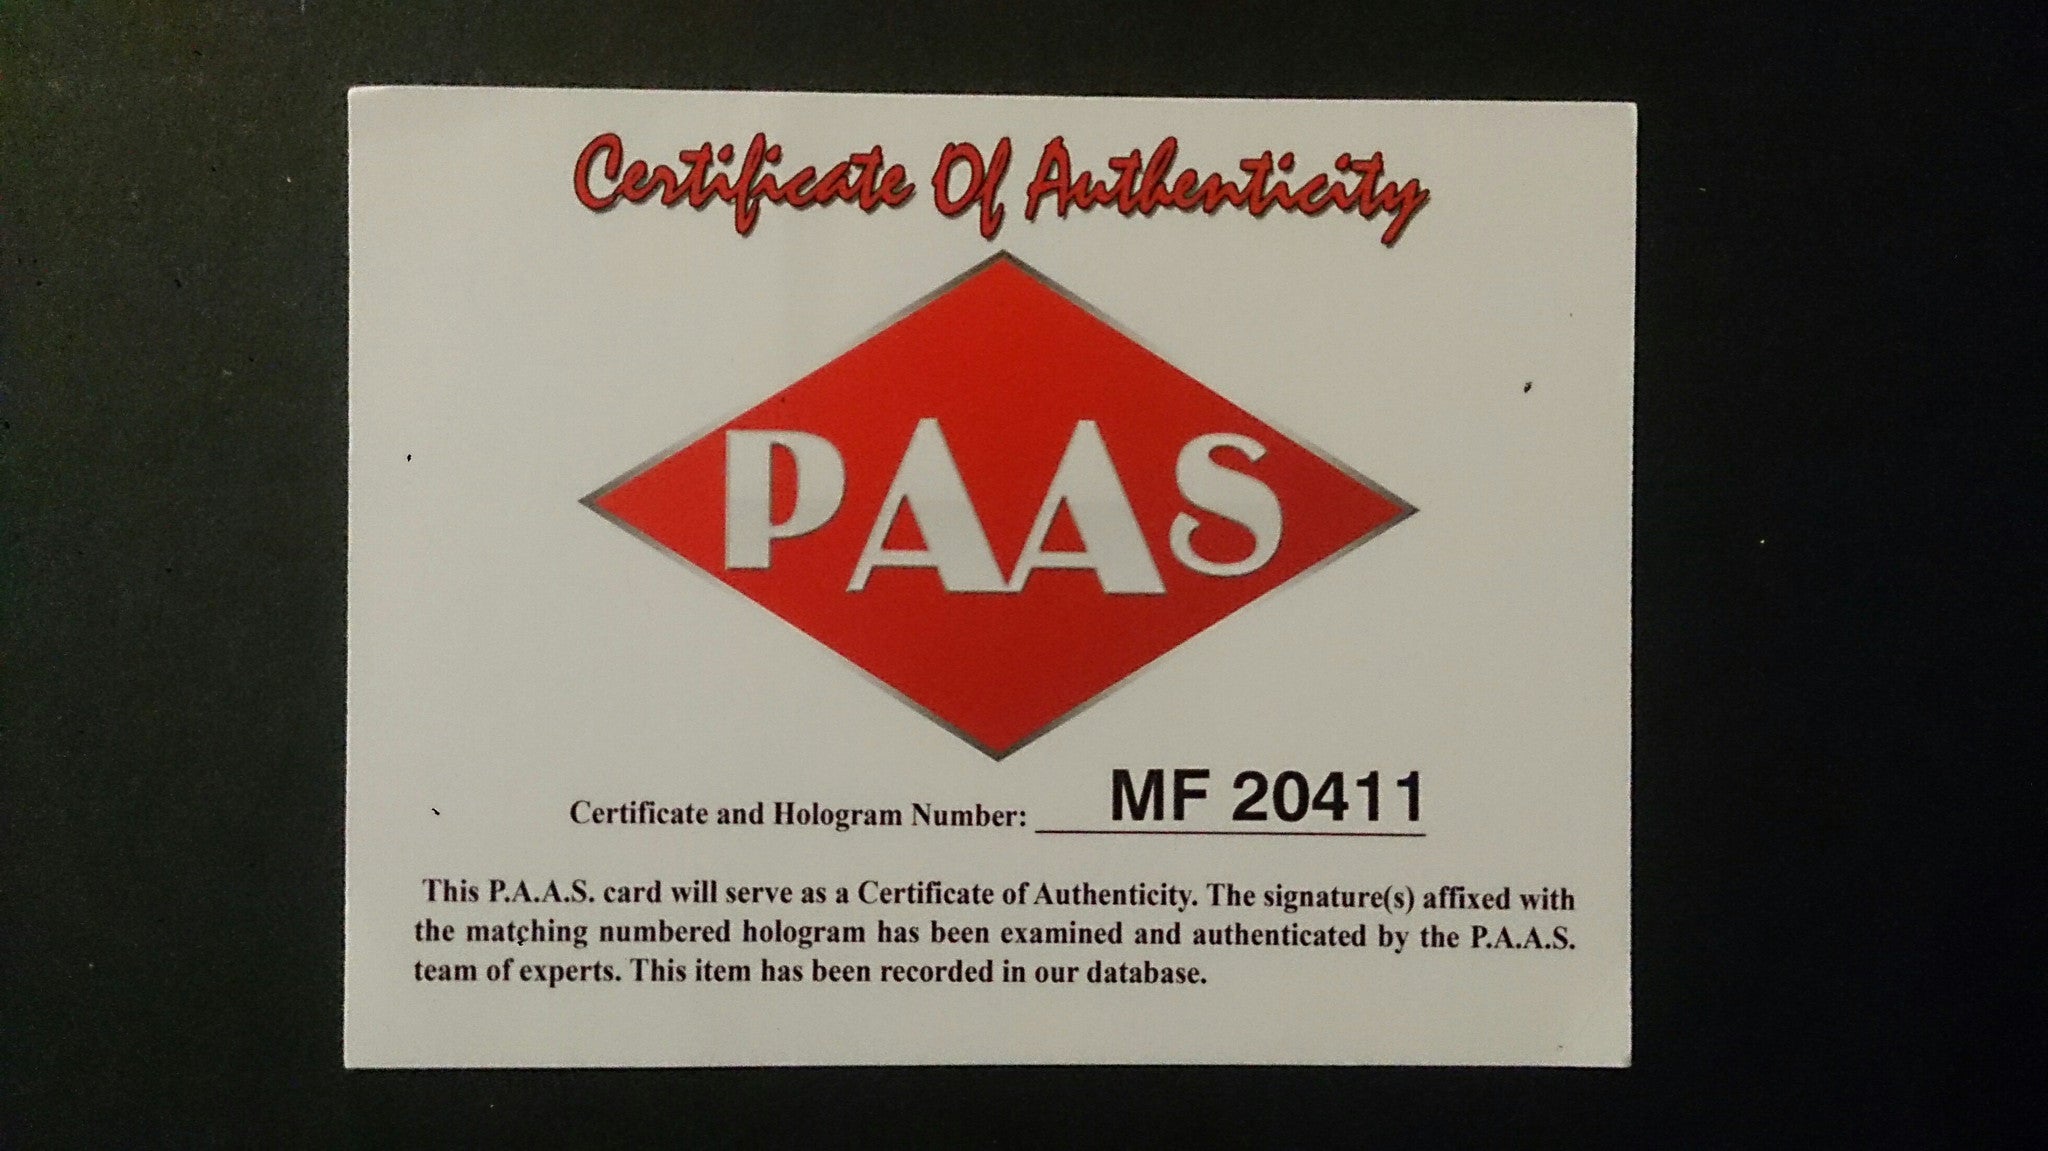 Certificate Of Authenticity
PAAS
Certificate and Hologram Number: MF 20411
This P.A.A.S. card will serve as a Certificate of Authenticity. The signature(s) affixed with
the matching numbered hologram has been examined and authenticated by the P.A.A.S.
team of experts. This item has been recorded in our database.